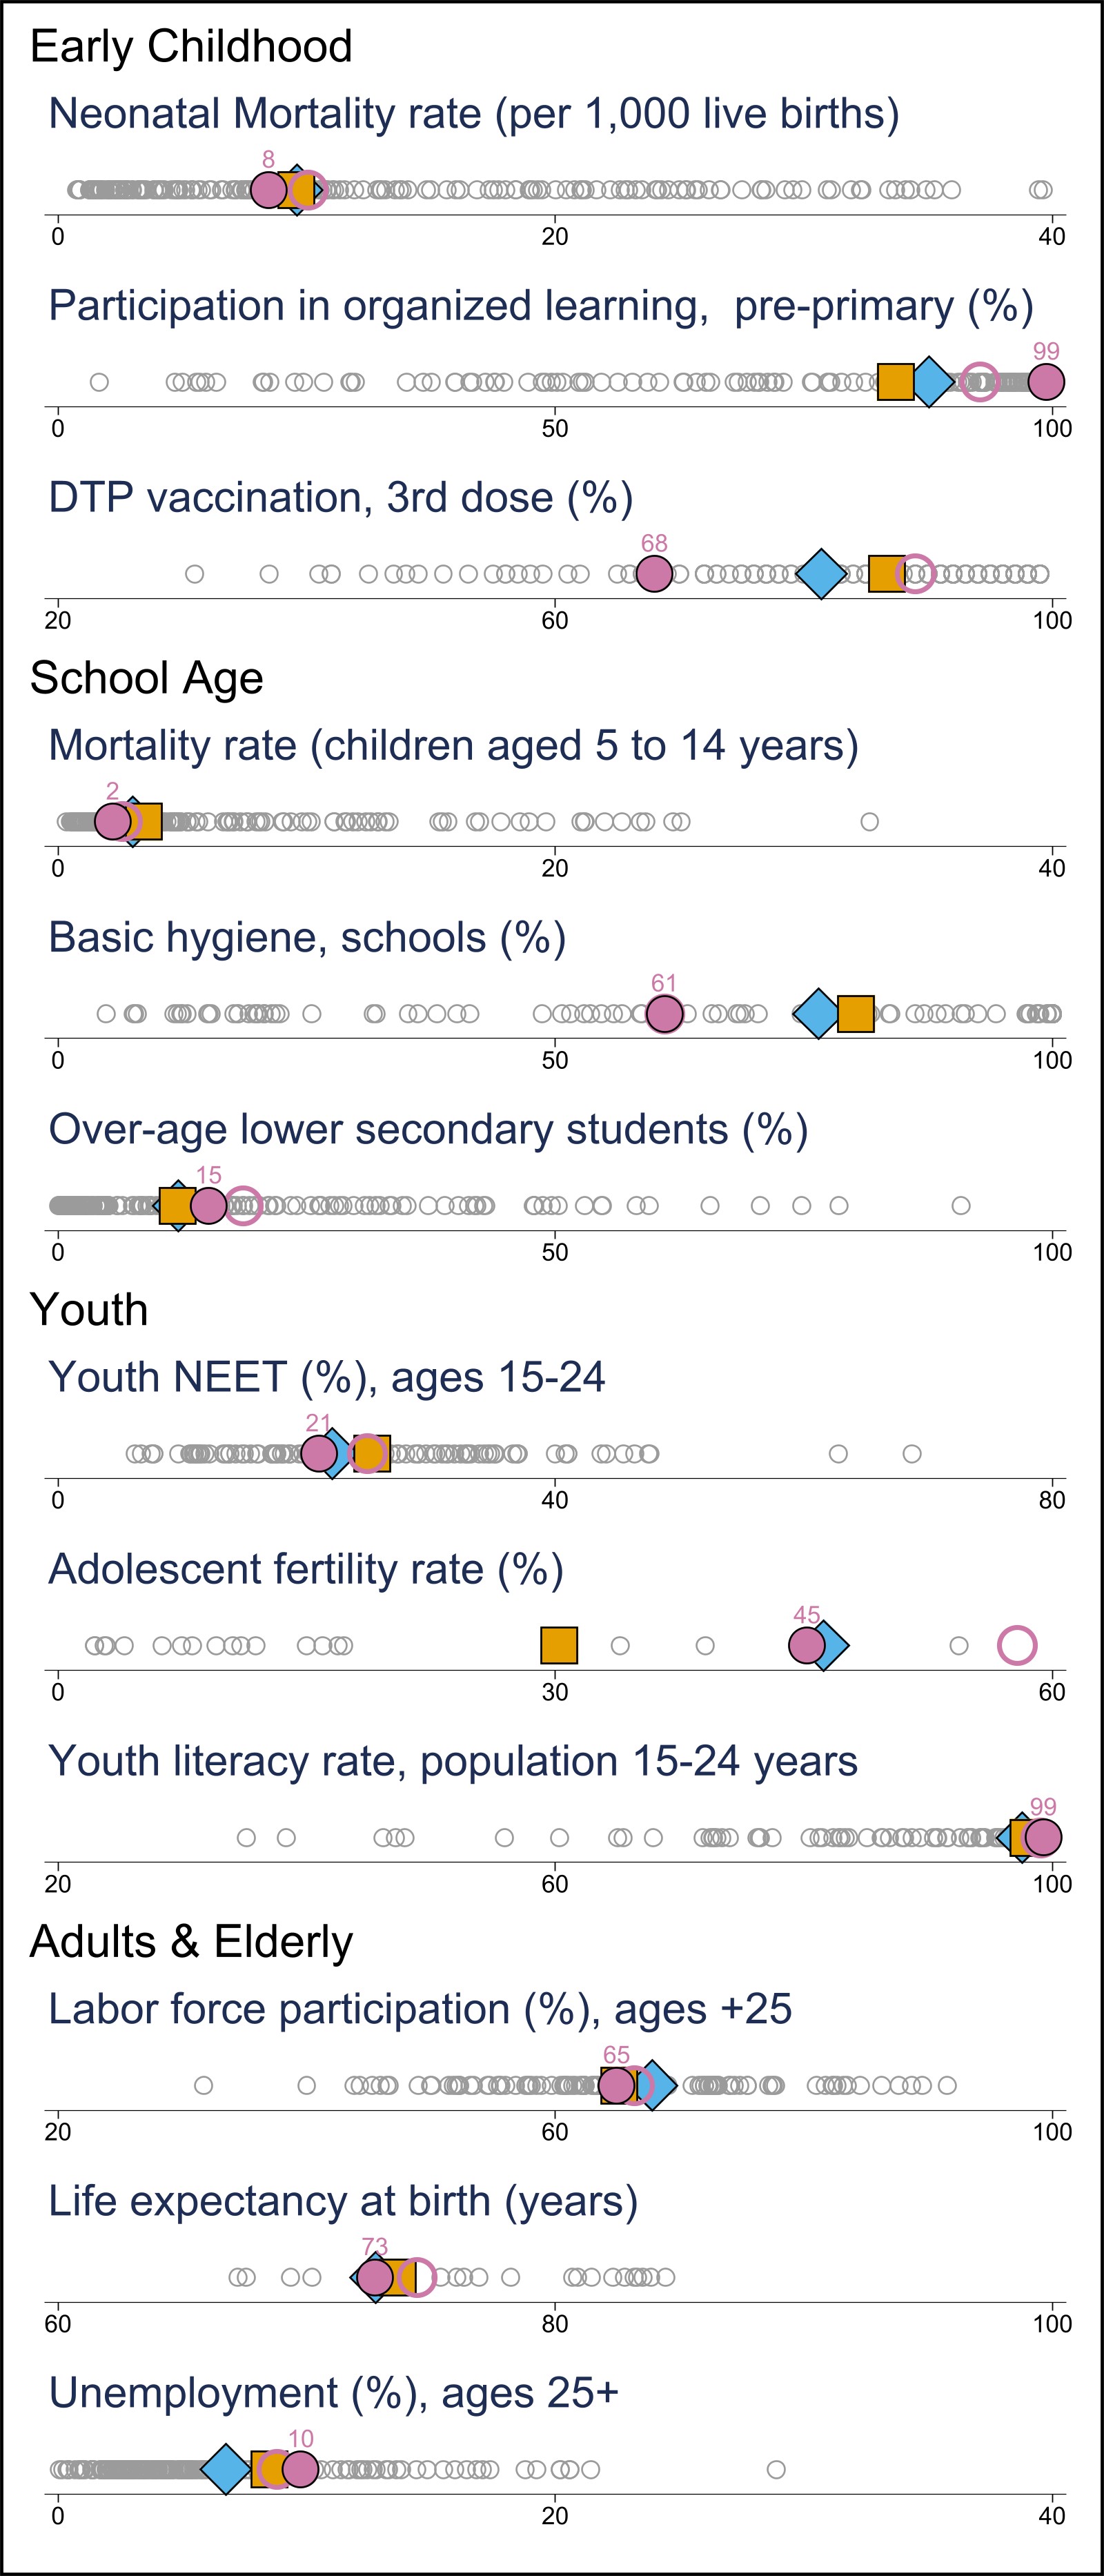 Early Childhood
Neonatal Mortality rate (per 1,000 live births)
8
0 20 40
Participation in organized learning,  pre-primary (%)
99
0 50 100
DTP vaccination, 3rd dose (%)
68
20 60 100
School Age
Mortality rate (children aged 5 to 14 years)
2
0 20 40
Basic hygiene, schools (%)
61
0 50 100
Over-age lower secondary students (%)
15
0 50 100
Youth
Youth NEET (%), ages 15-24
21
0 40 80
Adolescent fertility rate (%)
45
0 30 60
Youth literacy rate, population 15-24 years
99
20 60 100
Adults & Elderly
Labor force participation (%), ages +25
65
20 60 100
Life expectancy at birth (years)
73
60 80 100
Unemployment (%), ages 25+
10
0 20 40